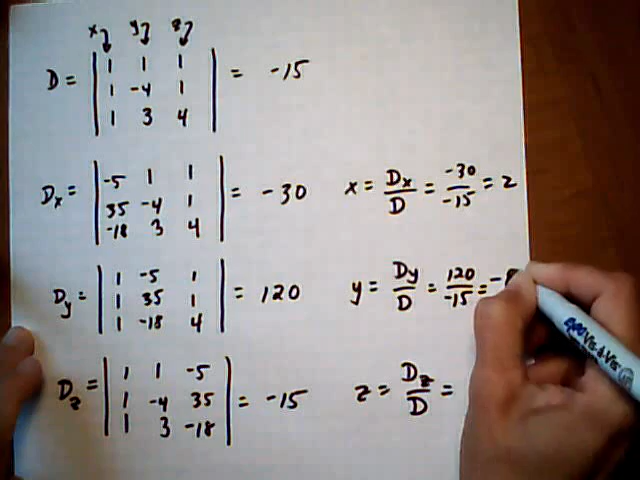 x y z
D = | 1 1 1 | = -15
| 1 -4 1 |
| 1 3 4 |
Dx = | -5 1 1 | = -30 x = Dx/D = -30/-15 = 2
| 35 -4 1 |
| -18 3 4 |
Dy = | 1 -5 1 | = 120 y = Dy/D = 120/-15 = -8
| 1 35 1 |
| 1 -18 4 |
Dz = | 1 1 -5 | = -15 z = Dz/D =
| 1 -4 35 |
| 1 3 -18 |